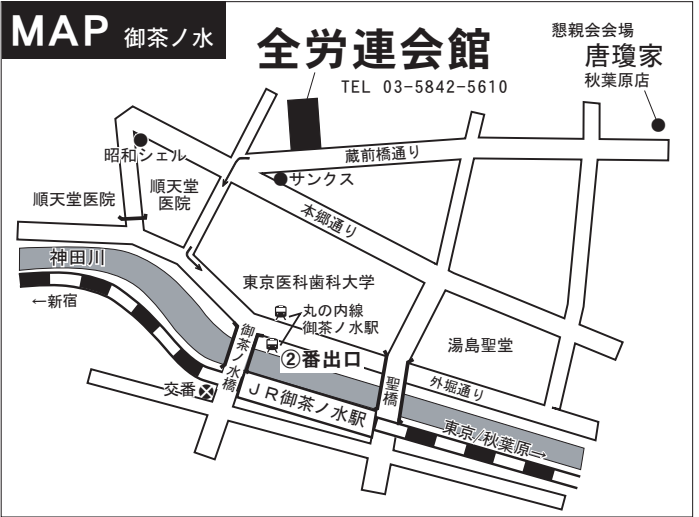 MAP 御茶ノ水
全労連会館
TEL 03-5842-5610
懇親会会場
唐瓊家
秋葉原店
昭和シェル
蔵前橋通り
サンクス
順天堂医院
順天堂
医院
本郷通り
神田川
東京医科歯科大学
←新宿
丸の内線
御茶ノ水駅
②番出口
御茶ノ水橋
湯島聖堂
交番
JR御茶ノ水駅
聖橋
外堀通り
東京/秋葉原→